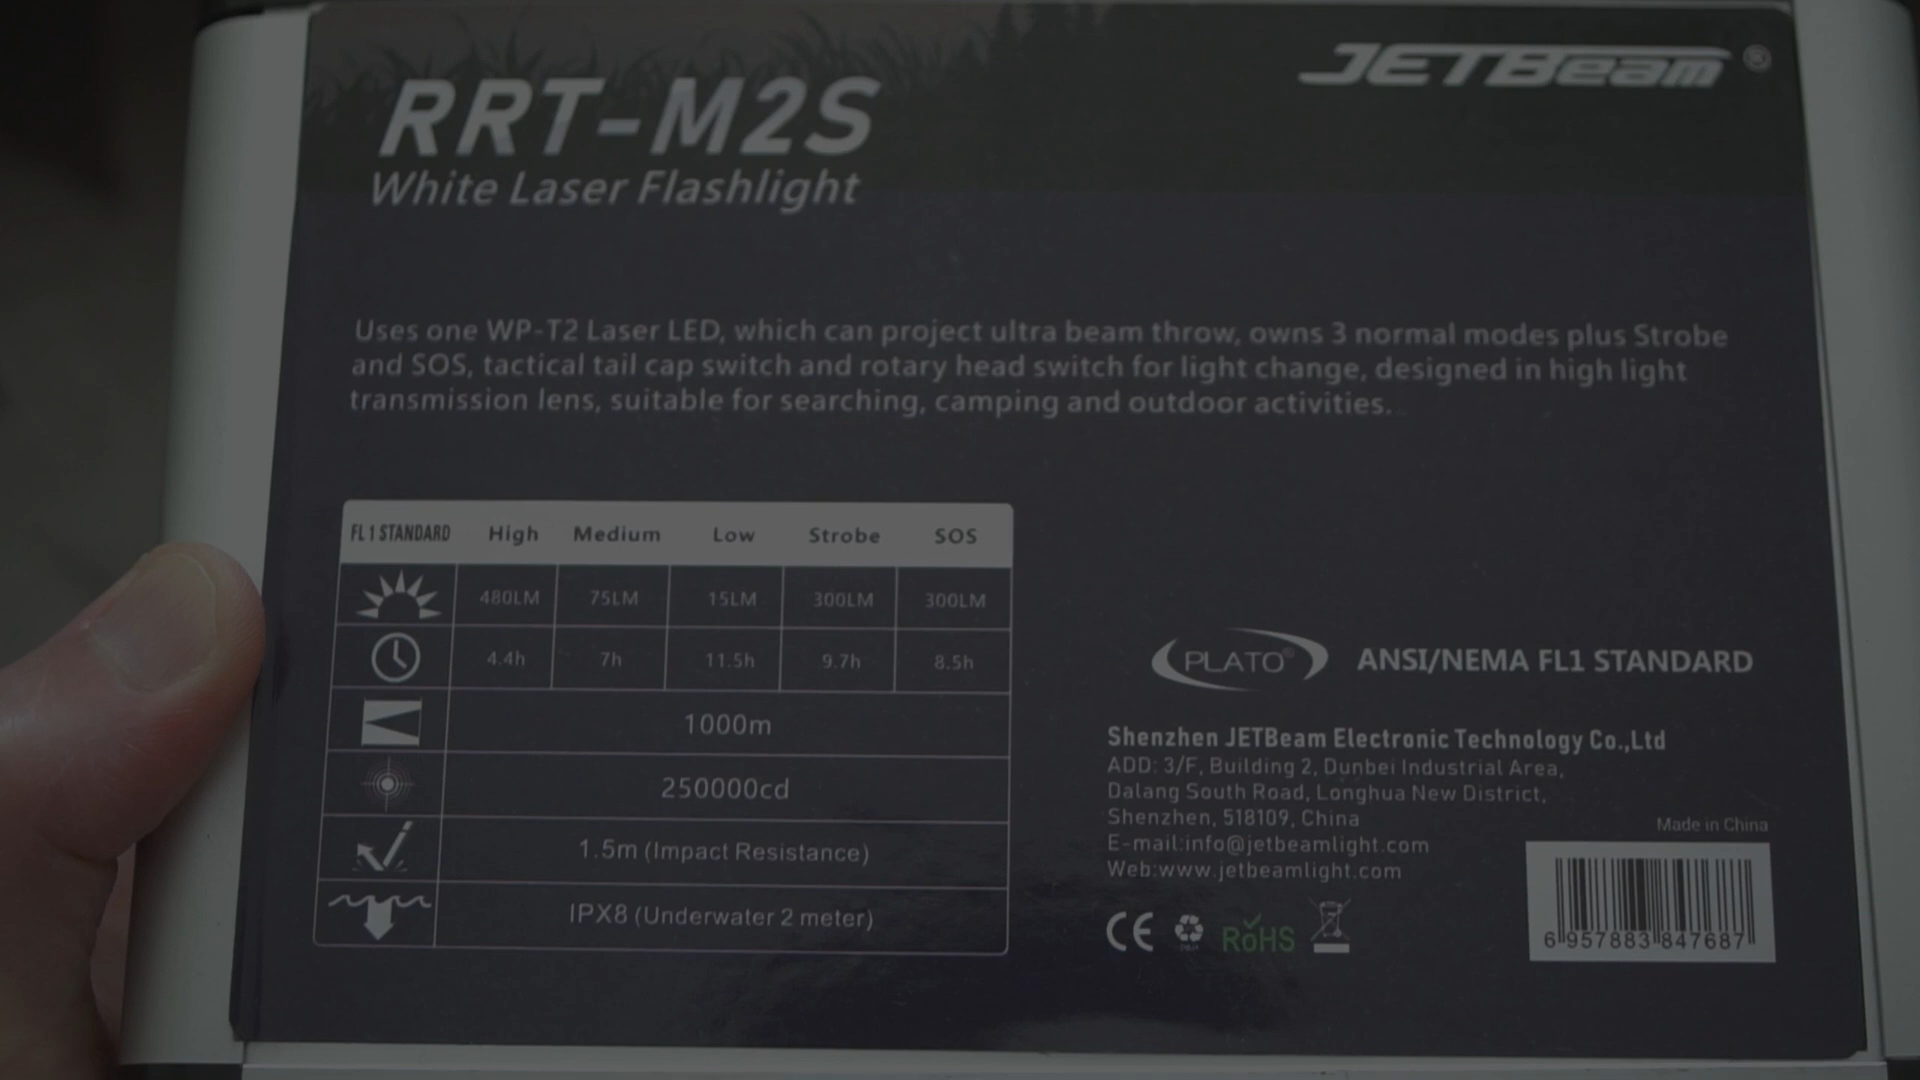 JETBeam®
RRT-M2S
White Laser Flashlight
Uses one WP-T2 Laser LED, which can project ultra beam throw, owns 3 normal modes plus Strobe
and SOS, tactical tail cap switch and rotary head switch for light change, designed in high light
transmission lens, suitable for searching, camping and outdoor activities.
FL 1 STANDARD High Medium Low Strobe SOS
480LM 75LM 15LM 300LM 300LM
4.4h 7h 11.5h 9.7h 8.5h
1000m
250000cd
1.5m (Impact Resistance)
IPX8 (Underwater 2 meter)
PLATO® ANSI/NEMA FL1 STANDARD
Shenzhen JETBeam Electronic Technology Co.,Ltd
ADD: 3/F, Building 2, Dunbei Industrial Area,
Dalang South Road, Longhua New District,
Shenzhen, 518109, China
E-mail:info@jetbeamlight.com
Web:www.jetbeamlight.com
CE RoHS
Made in China
6 957883 847687